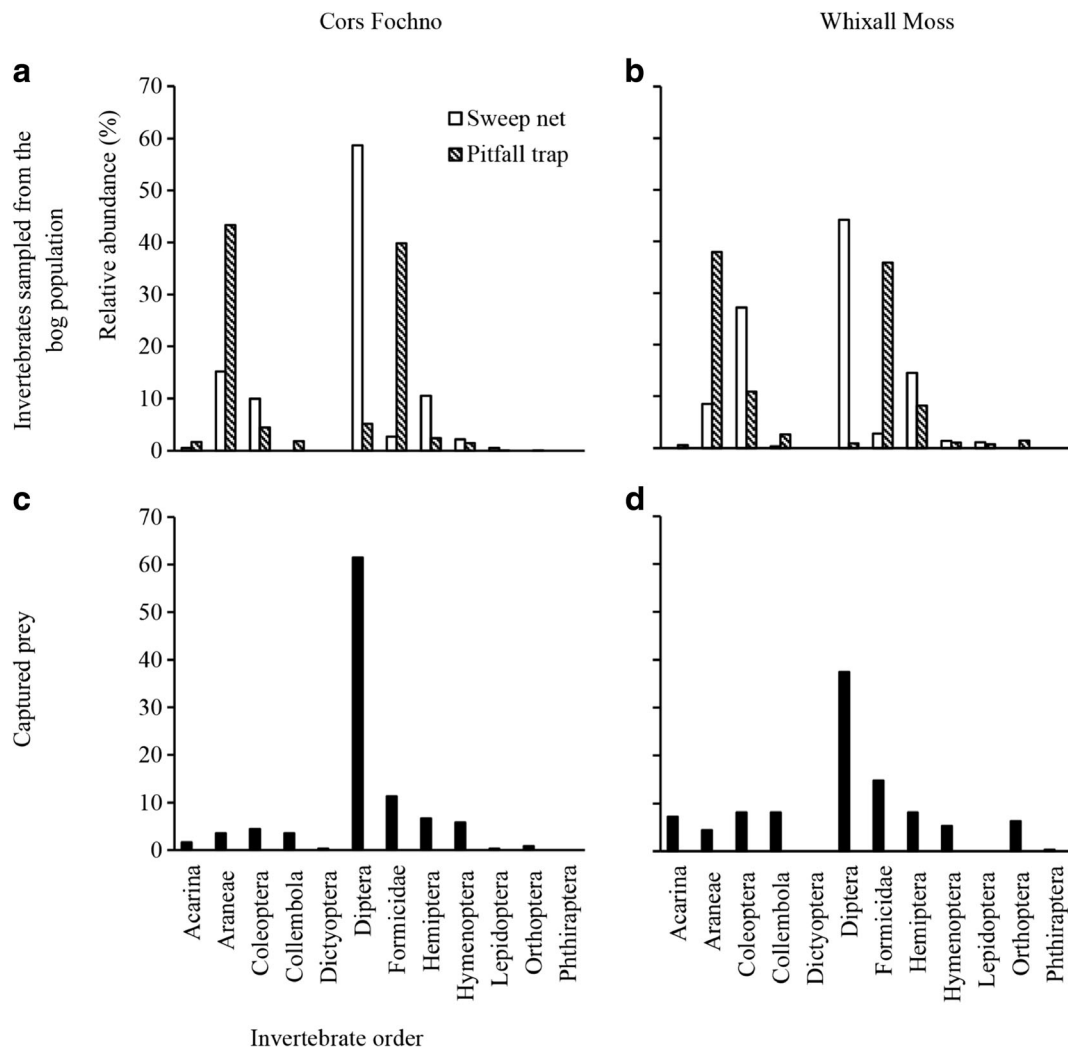 Cors Fochno
Whixall Moss
a
b
Invertebrates sampled from the
bog population
Relative abundance (%)
70
60
50
40
30
20
10
0
Sweep net
Pitfall trap
c
d
Captured prey
70
60
50
40
30
20
10
0
Acarina
Araneae
Coleoptera
Collembola
Dictyoptera
Diptera
Formicidae
Hemiptera
Hymenoptera
Lepidoptera
Orthoptera
Phthiraptera
Acarina
Araneae
Coleoptera
Collembola
Dictyoptera
Diptera
Formicidae
Hemiptera
Hymenoptera
Lepidoptera
Orthoptera
Phthiraptera
Invertebrate order